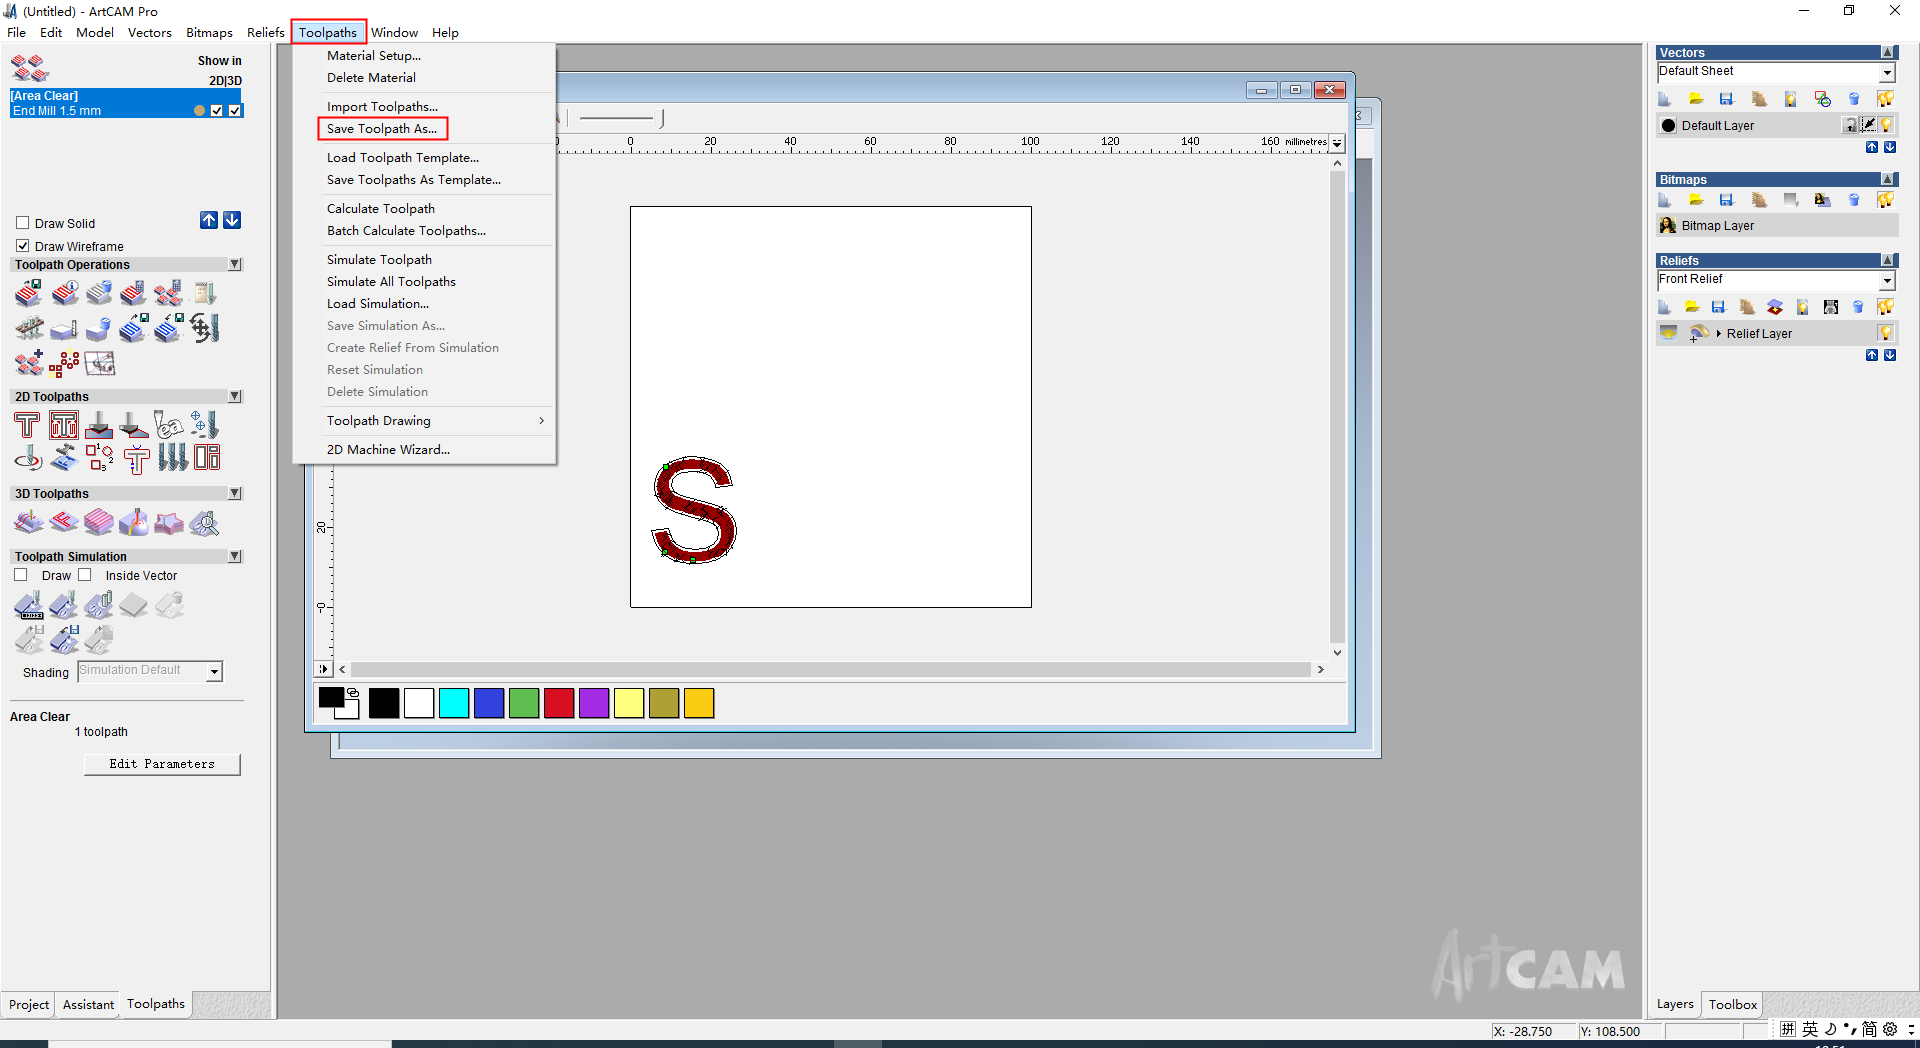 (Untitled) - ArtCAM Pro
File Edit Model Vectors Bitmaps Reliefs Toolpaths Window Help
Show in
2D|3D
[Area Clear]
End Mill 1.5 mm
Draw Solid
Draw Wireframe
Toolpath Operations
2D Toolpaths
3D Toolpaths
Toolpath Simulation
Draw Inside Vector
Shading Simulation Default
Area Clear
1 toolpath
Edit Parameters
Project Assistant Toolpaths
Material Setup...
Delete Material
Import Toolpaths...
Save Toolpath As...
Load Toolpath Template...
Save Toolpaths As Template...
Calculate Toolpath
Batch Calculate Toolpaths...
Simulate Toolpath
Simulate All Toolpaths
Load Simulation...
Save Simulation As...
Create Relief From Simulation
Reset Simulation
Delete Simulation
Toolpath Drawing
2D Machine Wizard...
0 20 40 60 80 100 120 140 160 millimetres
20
0
S
ArtCAM
Vectors
Default Sheet
Default Layer
Bitmaps
Bitmap Layer
Reliefs
Front Relief
Relief Layer
Layers Toolbox
X: -28.750 Y: 108.500
拼 英 简